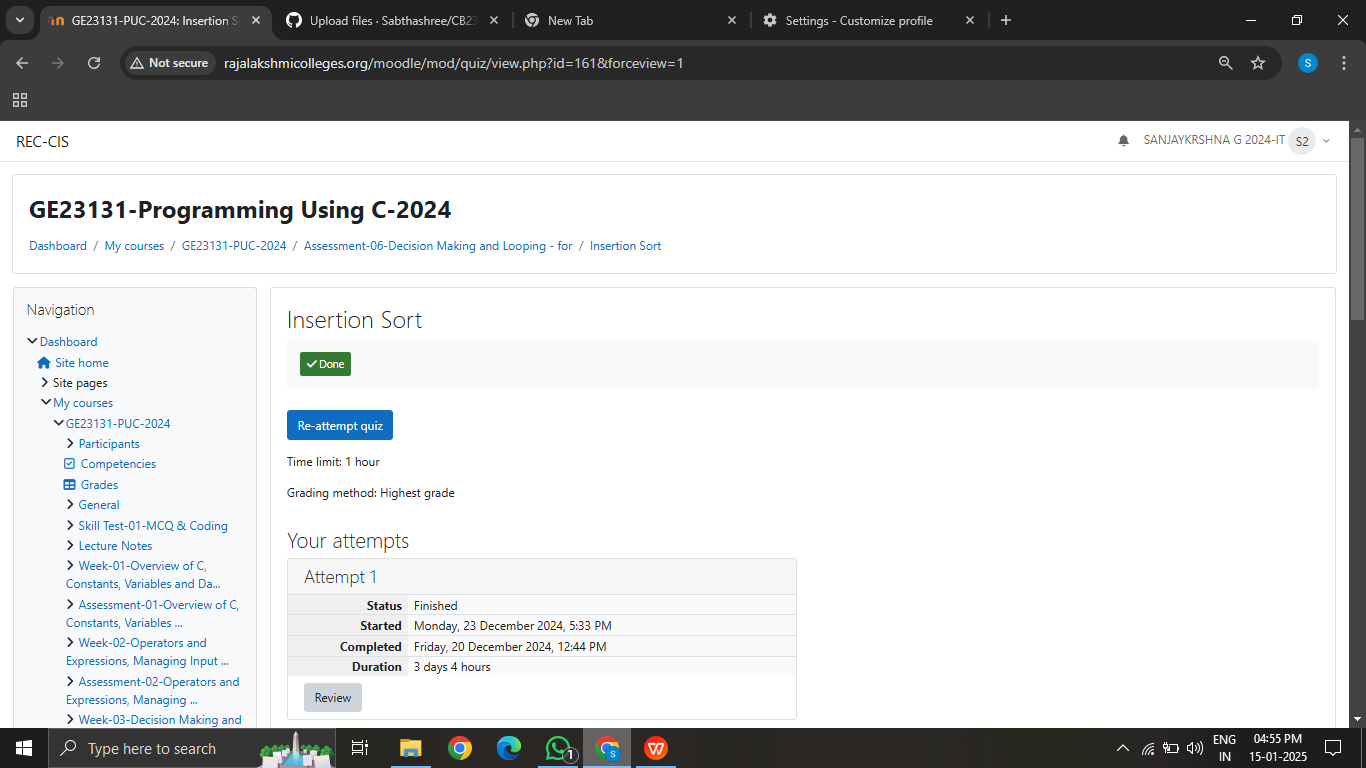 GE23131-PUC-2024: Insertion S
Upload files · Sabthashree/CB23
New Tab
Settings - Customize profile
Not secure
rajalakshmicolleges.org/moodle/mod/quiz/view.php?id=161&forceview=1
S
REC-CIS
SANJAYKRSHNA G 2024-IT S2
GE23131-Programming Using C-2024
Dashboard / My courses / GE23131-PUC-2024 / Assessment-06-Decision Making and Looping - for / Insertion Sort
Navigation
Dashboard
Site home
Site pages
My courses
GE23131-PUC-2024
Participants
Competencies
Grades
General
Skill Test-01-MCQ & Coding
Lecture Notes
Week-01-Overview of C,
Constants, Variables and Da...
Assessment-01-Overview of C,
Constants, Variables ...
Week-02-Operators and
Expressions, Managing Input ...
Assessment-02-Operators and
Expressions, Managing ...
Week-03-Decision Making and
Insertion Sort
Done
Re-attempt quiz
Time limit: 1 hour
Grading method: Highest grade
Your attempts
Attempt 1
Status Finished
Started Monday, 23 December 2024, 5:33 PM
Completed Friday, 20 December 2024, 12:44 PM
Duration 3 days 4 hours
Review
Type here to search
1
S
W
ENG
IN
04:55 PM
15-01-2025